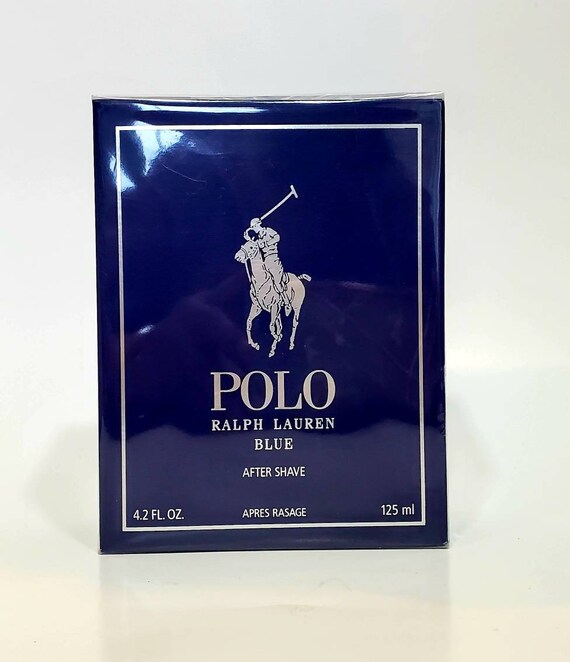 POLO
RALPH LAUREN
BLUE
AFTER SHAVE
4.2 FL. OZ. APRES RASAGE 125 ml